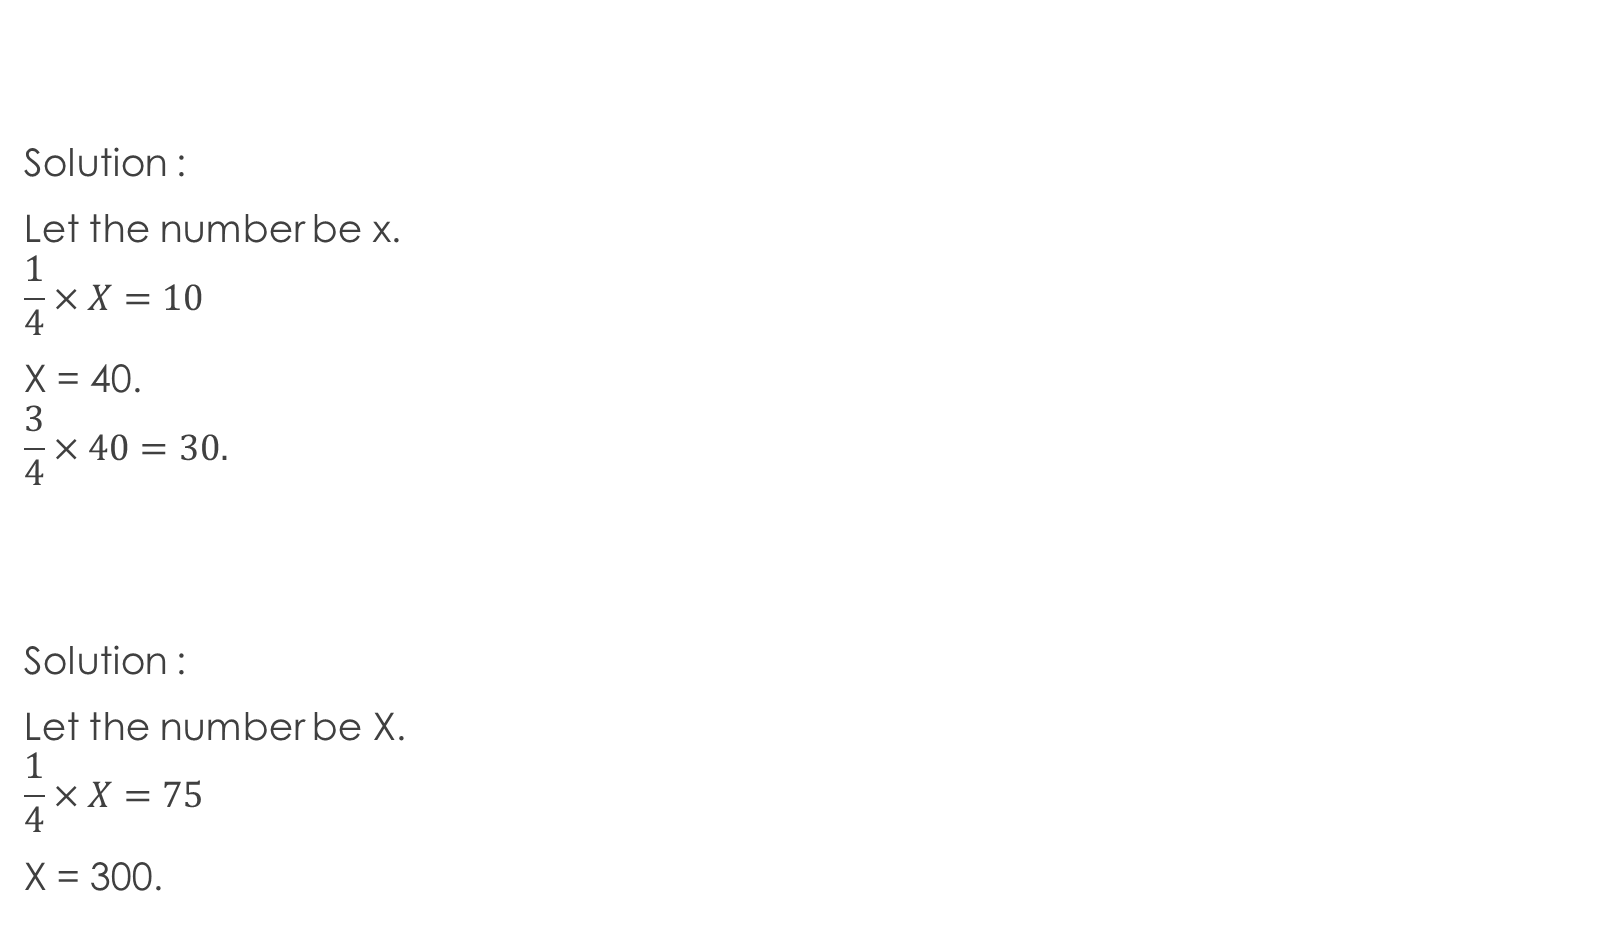 Solution :
Let the number be x.
1/4 × X = 10
X = 40.
3/4 × 40 = 30.
Solution :
Let the number be X.
1/4 × X = 75
X = 300.